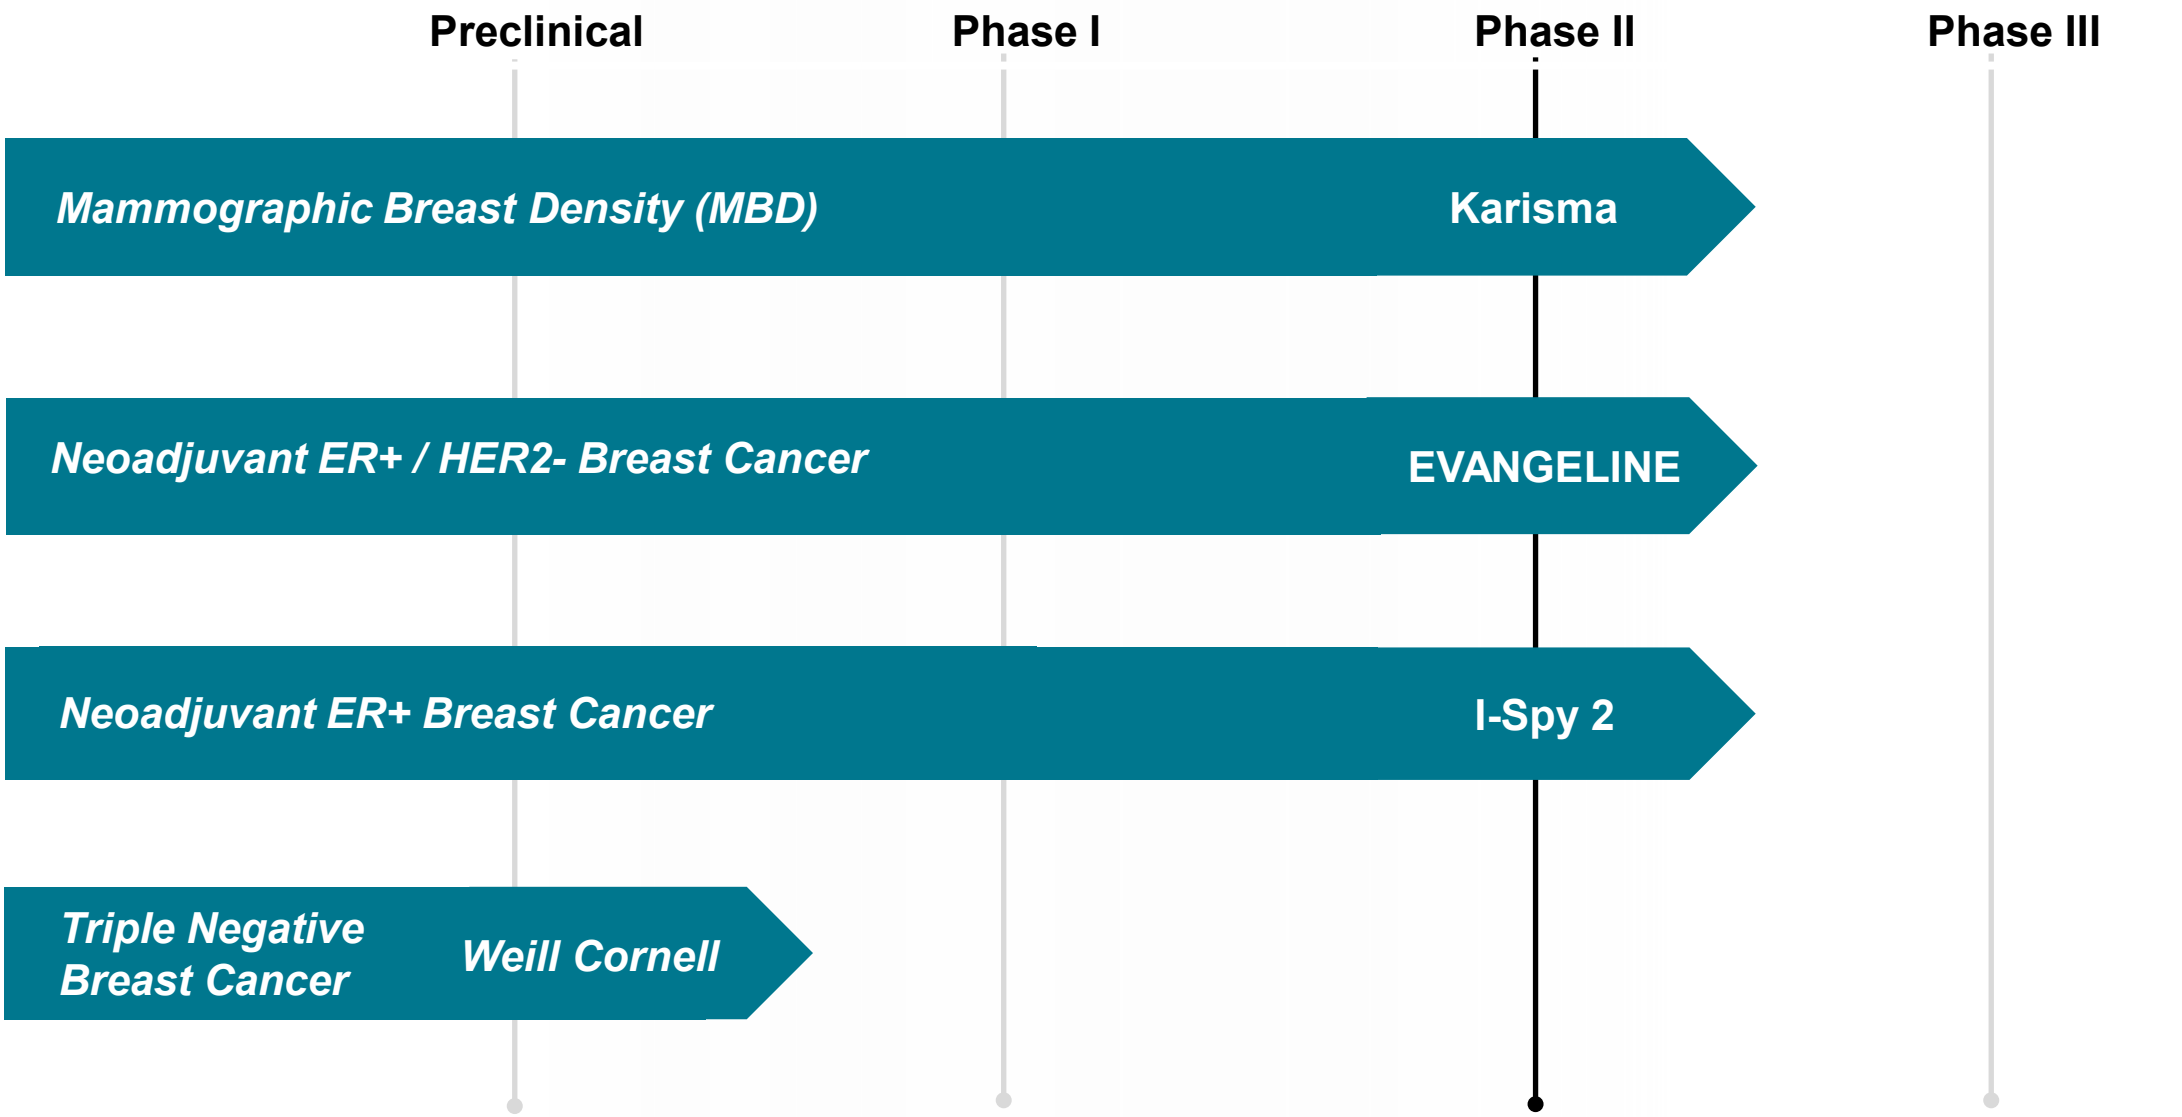 Preclinical
Phase I
Phase II
Phase III
Mammographic Breast Density (MBD)
Karisma
Neoadjuvant ER+ / HER2- Breast Cancer
EVANGELINE
Neoadjuvant ER+ Breast Cancer
I-Spy 2
Triple Negative
Breast Cancer
Weill Cornell